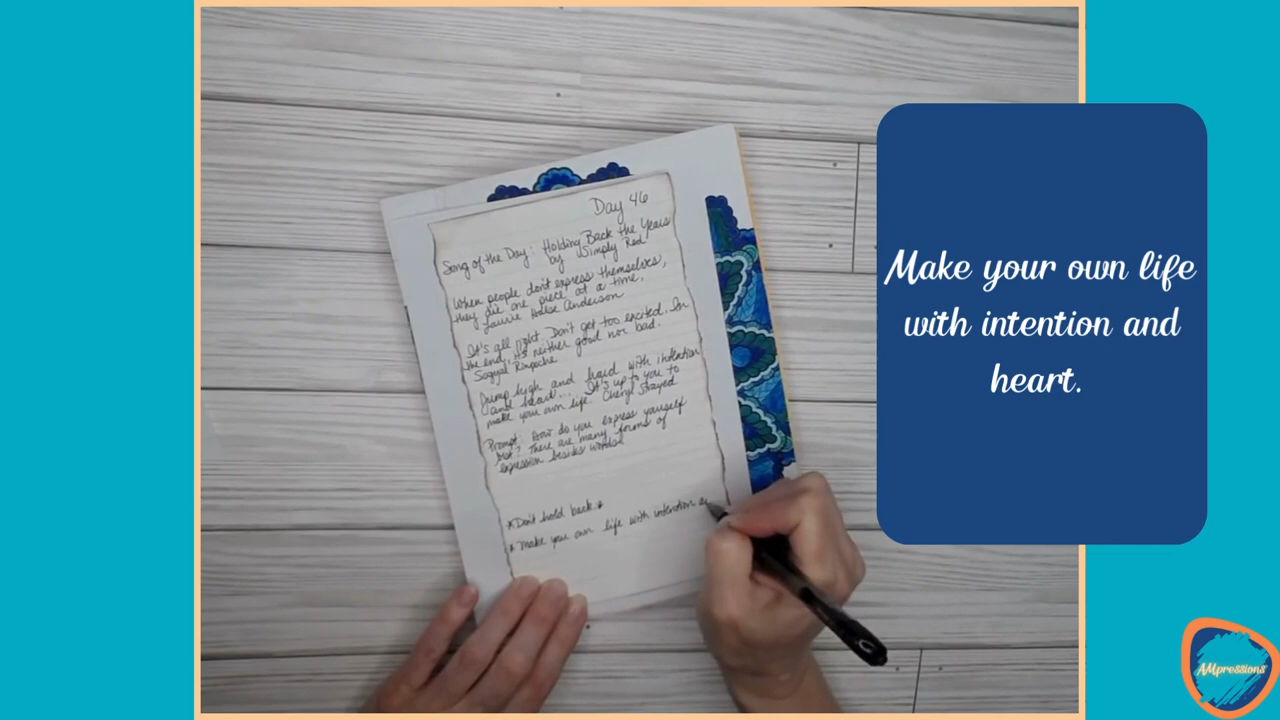 Day 46
Song of the Day: Holding Back the Years
by Simply Red
When people don't express themselves,
they die one piece at a time.
Laurie Halse Anderson
It's all right. Don't get too excited. In
the end, it's neither good nor bad.
Sogyal Rinpoche
Jump high and hard with intention
and heart... It's up to you to
make your own life. Cheryl Strayed
Prompt: How do you express yourself
best? There are many forms of
expression besides words.
*Don't hold back*
* Make your own life with intention a
Make your own life
with intention and
heart.
AMpressions